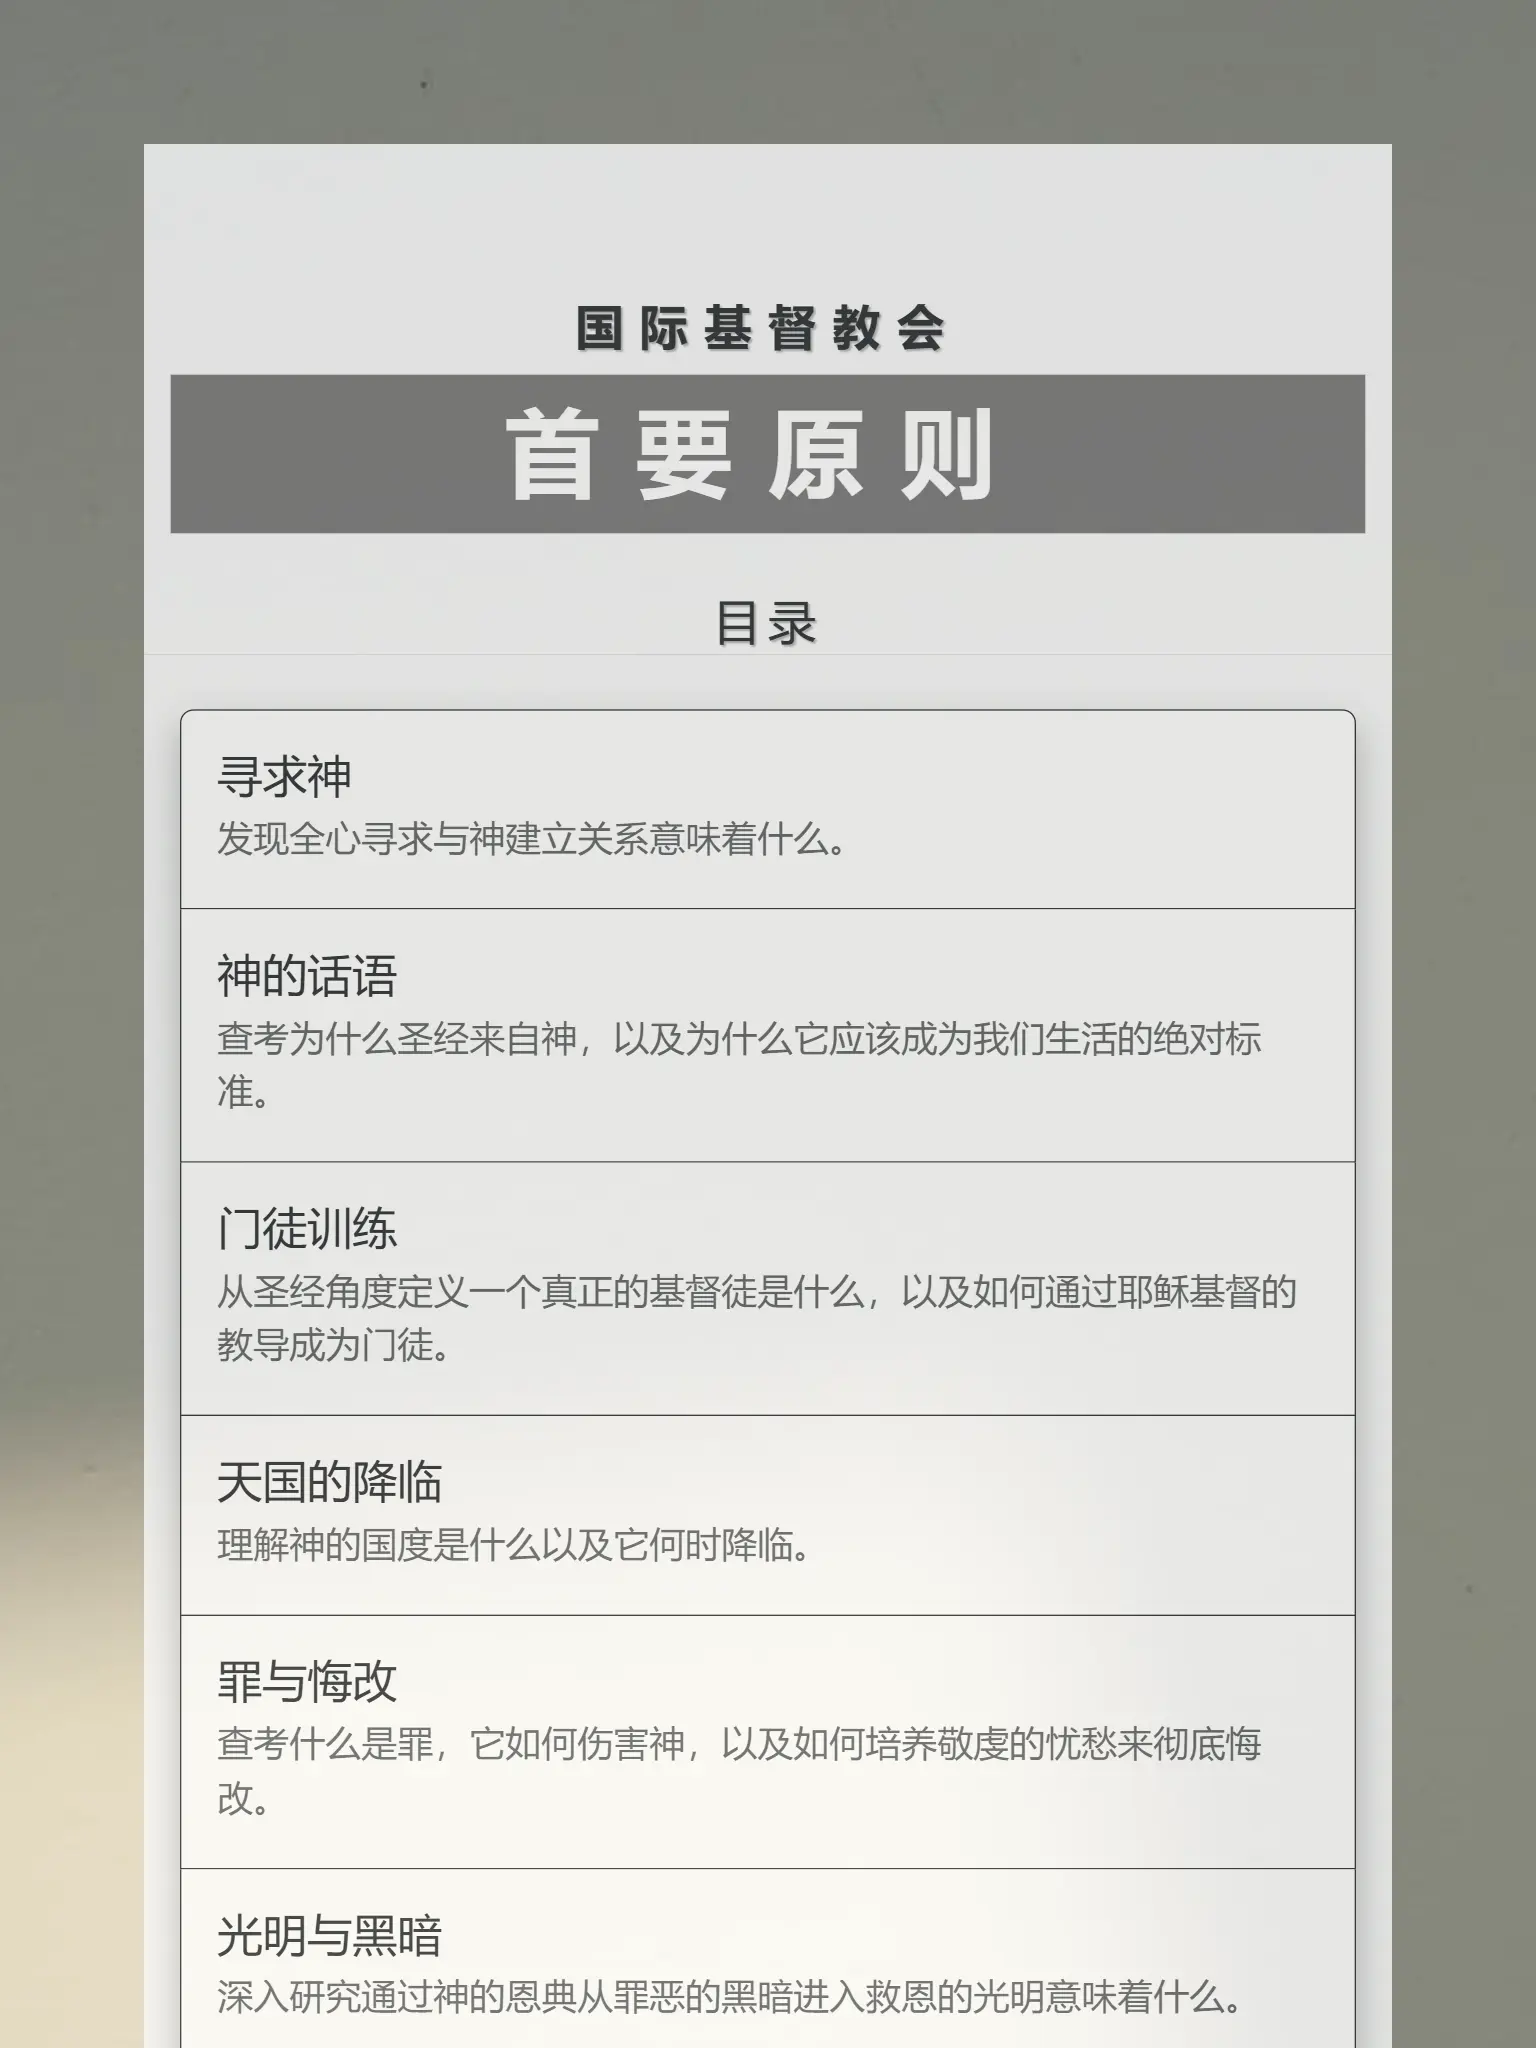 国际基督教会
首要原则
目录
寻求神
发现全心寻求与神建立关系意味着什么。
神的话语
查考为什么圣经来自神，以及为什么它应该成为我们生活的绝对标
准。
门徒训练
从圣经角度定义一个真正的基督徒是什么，以及如何通过耶稣基督的
教导成为门徒。
天国的降临
理解神的国度是什么以及它何时降临。
罪与悔改
查考什么是罪，它如何伤害神，以及如何培养敬虔的忧愁来彻底悔
改。
光明与黑暗
深入研究通过神的恩典从罪恶的黑暗进入救恩的光明意味着什么。